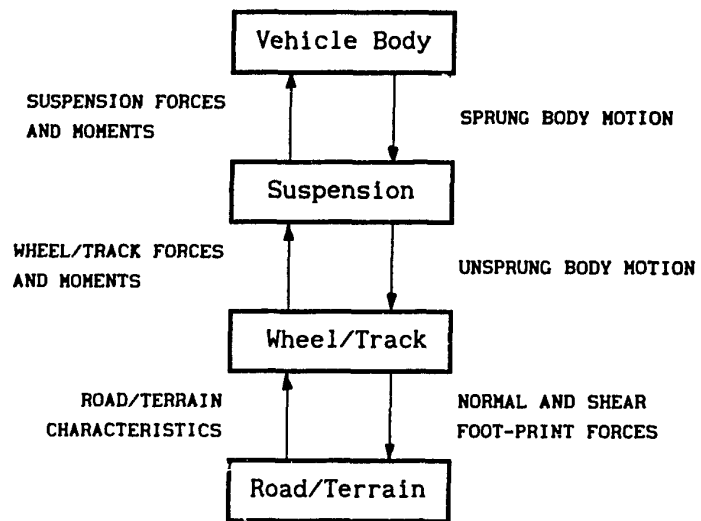 Vehicle Body
SUSPENSION FORCES
AND MOMENTS
SPRUNG BODY MOTION
Suspension
WHEEL/TRACK FORCES
AND MOMENTS
UNSPRUNG BODY MOTION
Wheel/Track
ROAD/TERRAIN
CHARACTERISTICS
NORMAL AND SHEAR
FOOT-PRINT FORCES
Road/Terrain